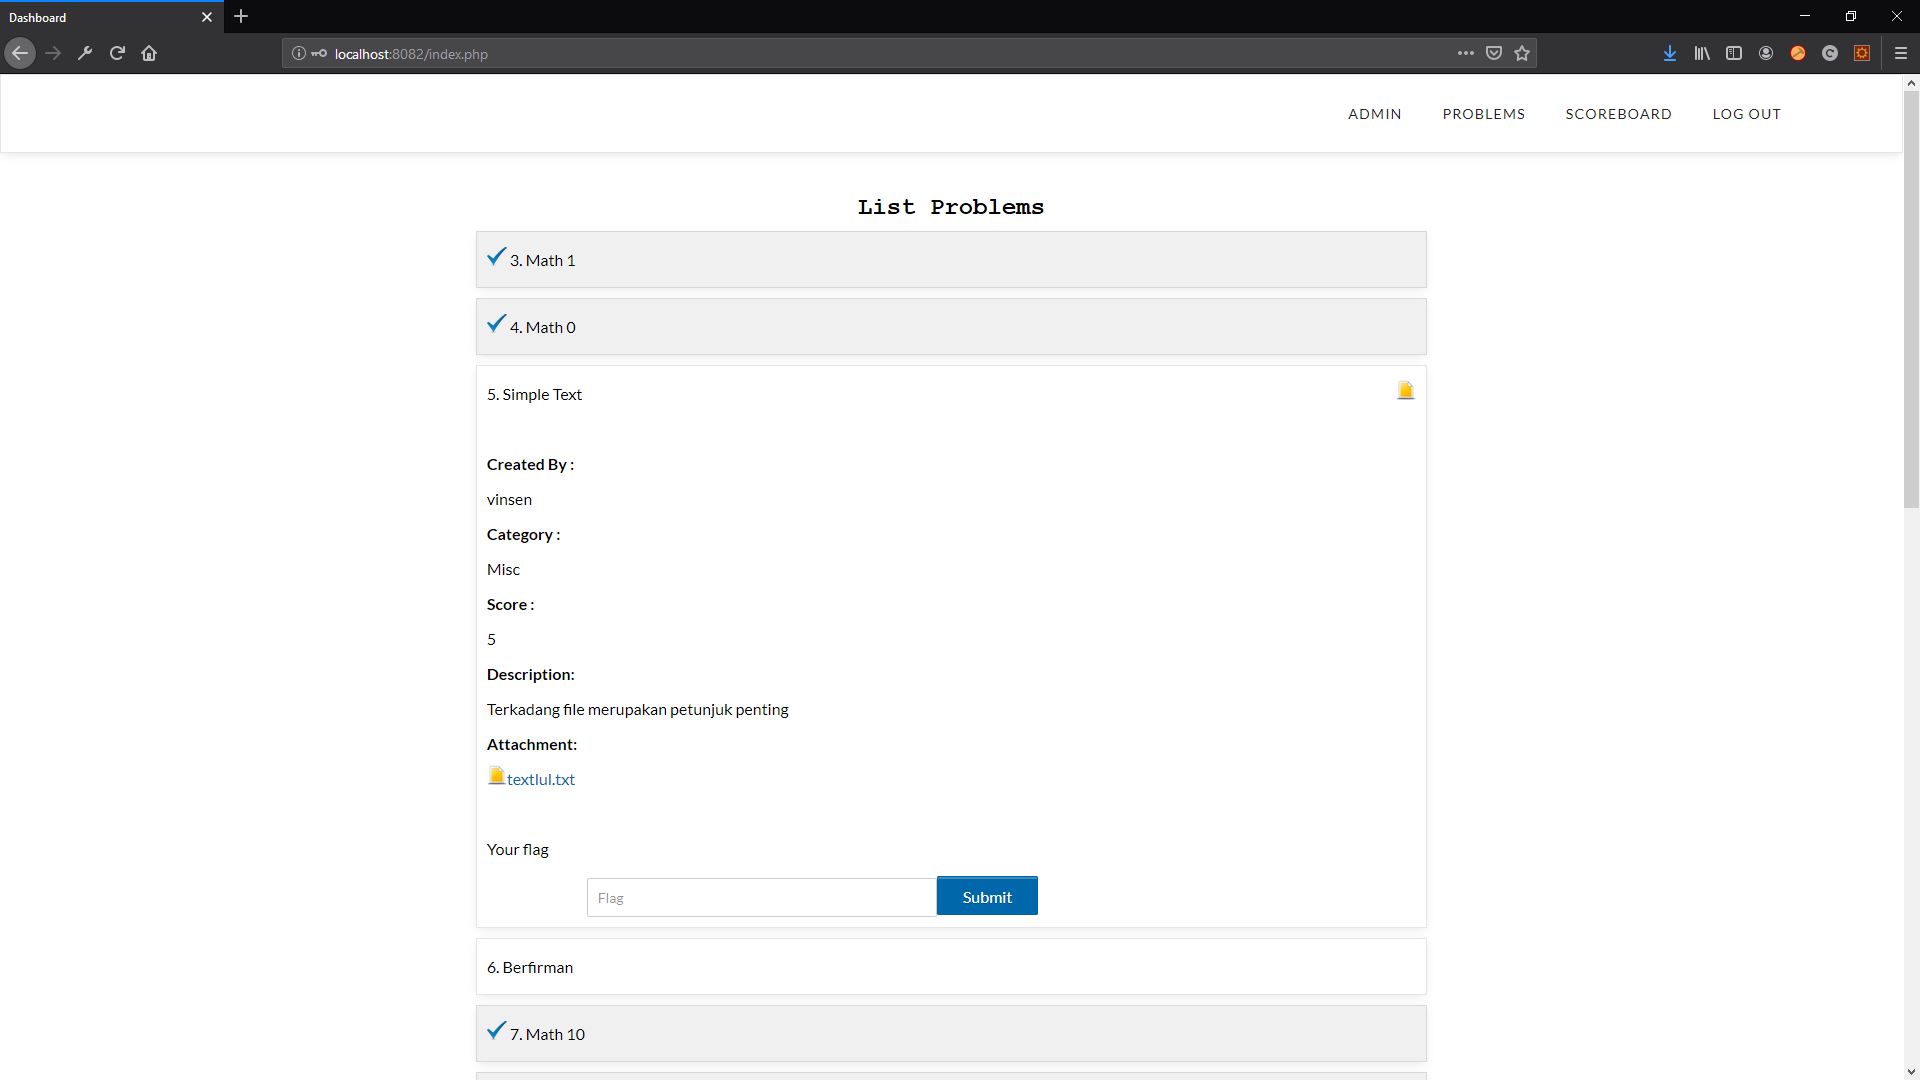 Dashboard
localhost:8082/index.php
ADMIN PROBLEMS SCOREBOARD LOG OUT
List Problems
3. Math 1
4. Math 0
5. Simple Text
Created By :
vinsen
Category :
Misc
Score :
5
Description:
Terkadang file merupakan petunjuk penting
Attachment:
textlul.txt
Your flag
Flag Submit
6. Berfirman
7. Math 10